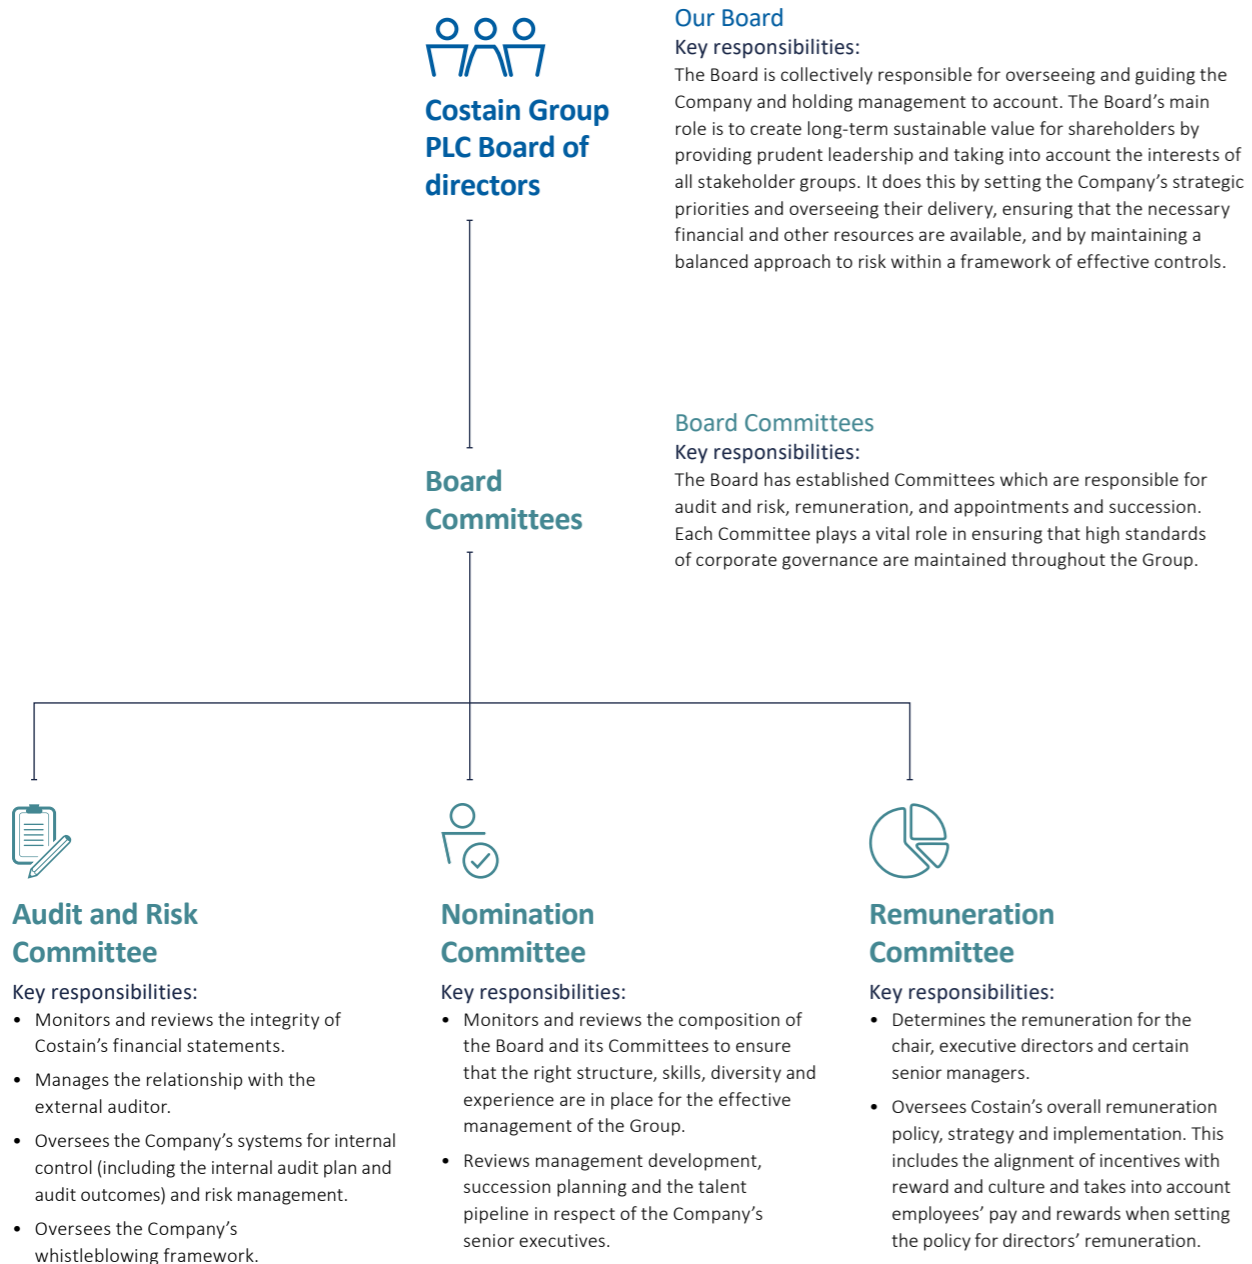 Costain Group
PLC Board of
directors
Our Board
Key responsibilities:
The Board is collectively responsible for overseeing and guiding the
Company and holding management to account. The Board’s main
role is to create long-term sustainable value for shareholders by
providing prudent leadership and taking into account the interests of
all stakeholder groups. It does this by setting the Company’s strategic
priorities and overseeing their delivery, ensuring that the necessary
financial and other resources are available, and by maintaining a
balanced approach to risk within a framework of effective controls.
Board
Committees
Board Committees
Key responsibilities:
The Board has established Committees which are responsible for
audit and risk, remuneration, and appointments and succession.
Each Committee plays a vital role in ensuring that high standards
of corporate governance are maintained throughout the Group.
Audit and Risk
Committee
Key responsibilities:
• Monitors and reviews the integrity of
Costain’s financial statements.
• Manages the relationship with the
external auditor.
• Oversees the Company’s systems for internal
control (including the internal audit plan and
audit outcomes) and risk management.
• Oversees the Company’s
whistleblowing framework.
Nomination
Committee
Key responsibilities:
• Monitors and reviews the composition of
the Board and its Committees to ensure
that the right structure, skills, diversity and
experience are in place for the effective
management of the Group.
• Reviews management development,
succession planning and the talent
pipeline in respect of the Company’s
senior executives.
Remuneration
Committee
Key responsibilities:
• Determines the remuneration for the
chair, executive directors and certain
senior managers.
• Oversees Costain’s overall remuneration
policy, strategy and implementation. This
includes the alignment of incentives with
reward and culture and takes into account
employees’ pay and rewards when setting
the policy for directors’ remuneration.